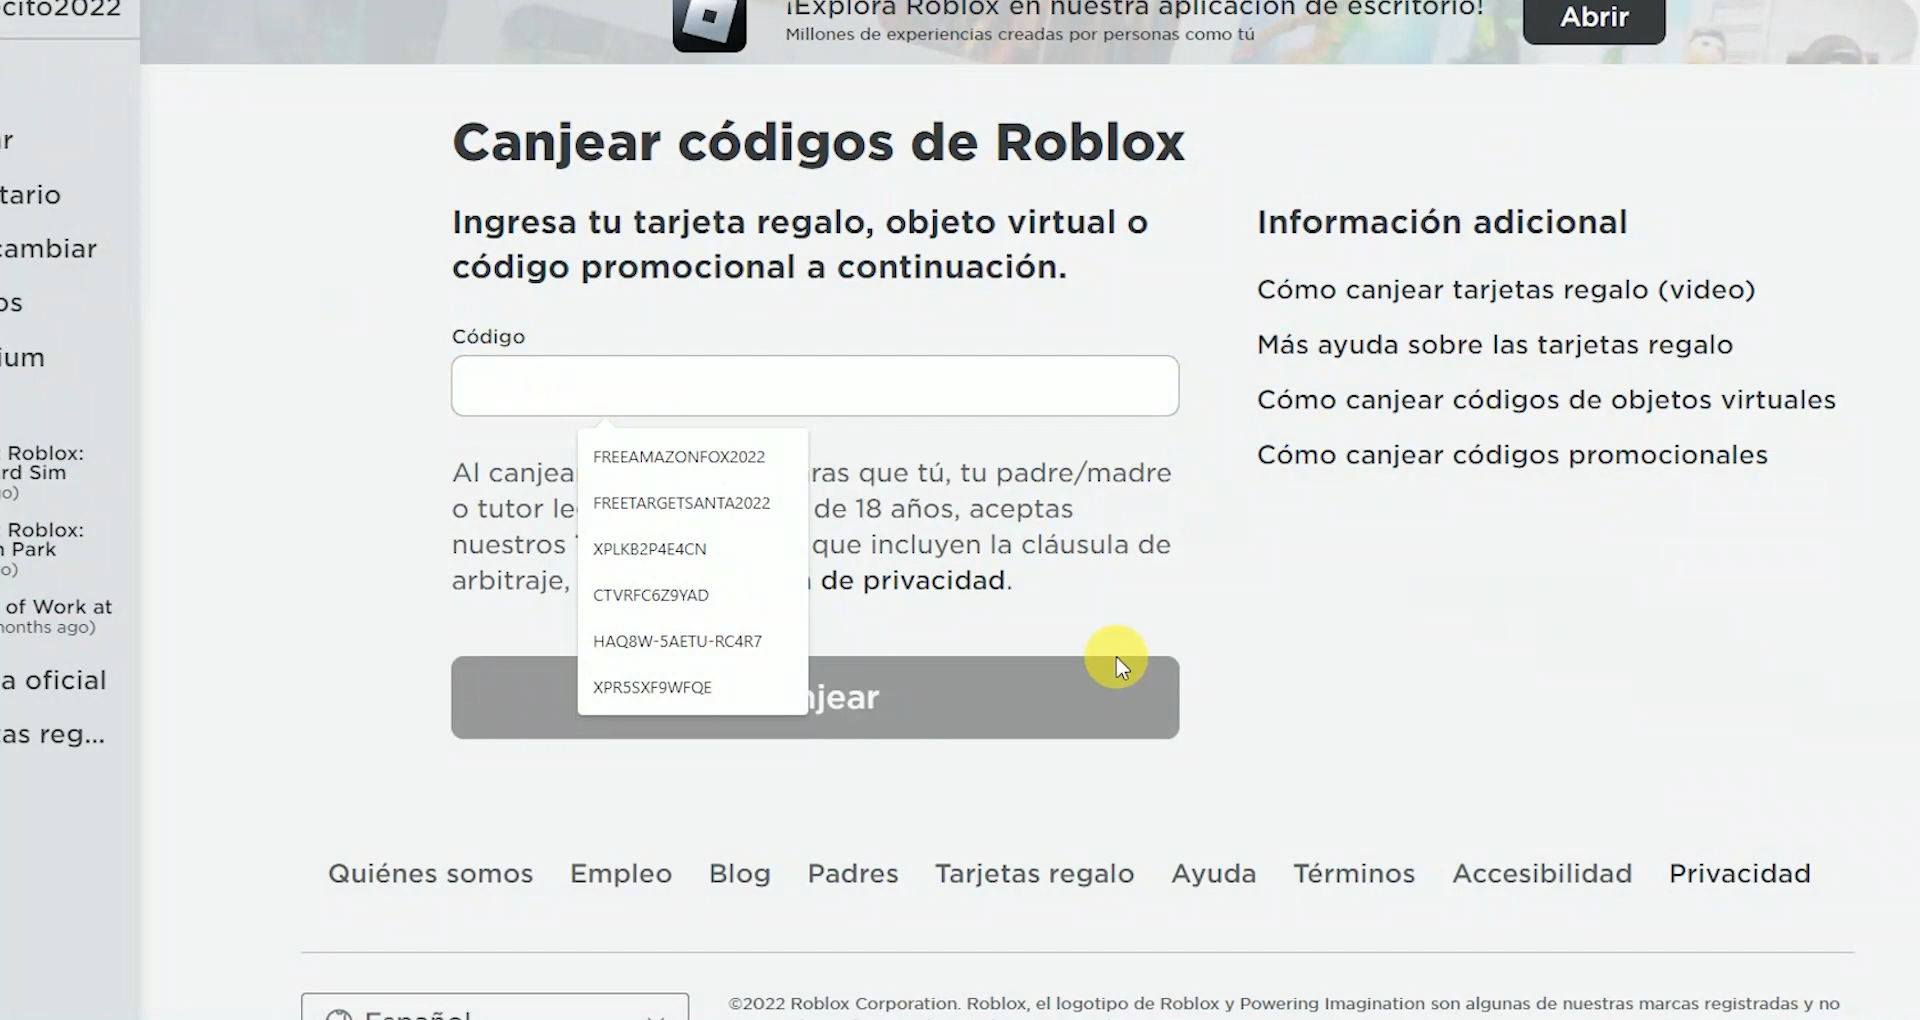 cito2022
¡Explora Roblox en nuestra aplicación de escritorio!
Millones de experiencias creadas por personas como tú
Abrir
r
tario
cambiar
os
ium
Roblox:
rd Sim
o)
Roblox:
n Park
o)
of Work at
months ago)
a oficial
as reg...
Canjear códigos de Roblox
Ingresa tu tarjeta regalo, objeto virtual o
código promocional a continuación.
Código
FREEAMAZONFOX2022
FREETARGETSANTA2022
XPLKB2P4E4CN
CTVRFC6Z9YAD
HAQ8W-5AETU-RC4R7
XPR5SXF9WFQE
Al canjear ras que tú, tu padre/madre
o tutor le de 18 años, aceptas
nuestros que incluyen la cláusula de
arbitraje, de privacidad.
njear
Información adicional
Cómo canjear tarjetas regalo (video)
Más ayuda sobre las tarjetas regalo
Cómo canjear códigos de objetos virtuales
Cómo canjear códigos promocionales
Quiénes somos Empleo Blog Padres Tarjetas regalo Ayuda Términos Accesibilidad Privacidad
Español
©2022 Roblox Corporation. Roblox, el logotipo de Roblox y Powering Imagination son algunas de nuestras marcas registradas y no